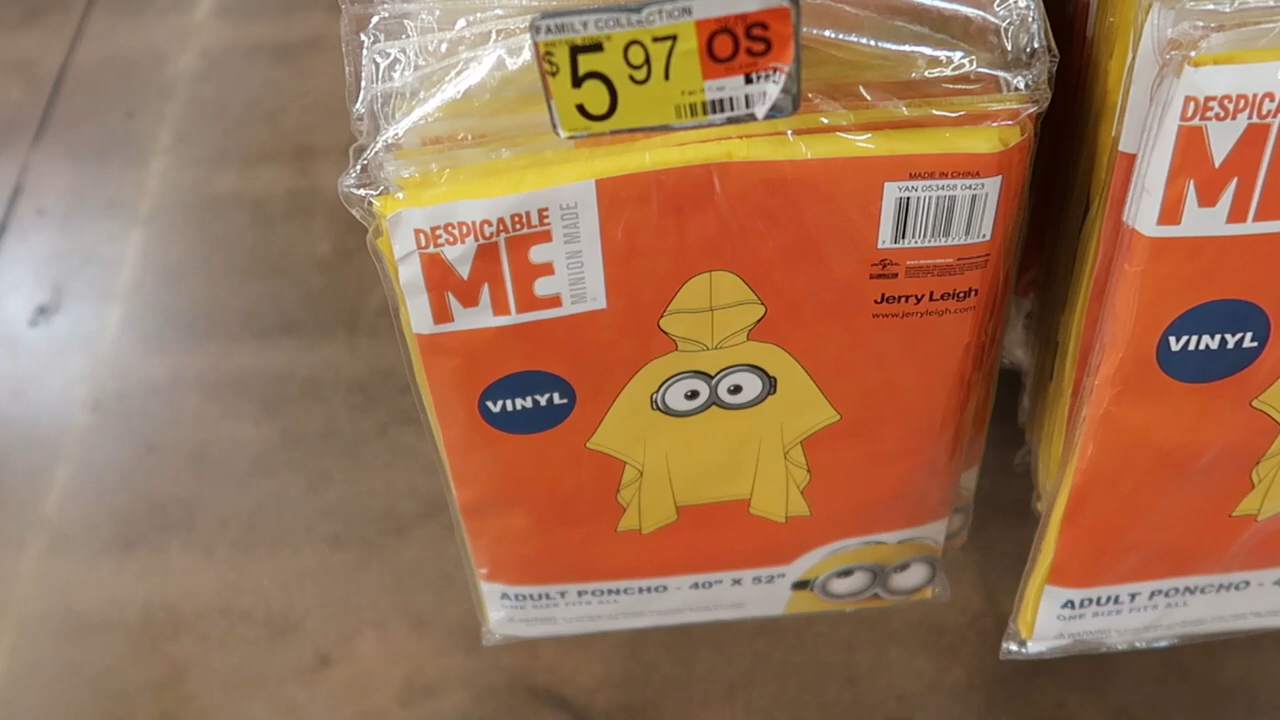 FAMILY COLLECTION
$5 97
OS
DESPICABLE
ME
MINION MADE
MADE IN CHINA
YAN 053458 0423
Jerry Leigh
www.jerryleigh.com
VINYL
ADULT PONCHO - 40" X 52"
ONE SIZE FITS ALL
DESPICA
ME
VINYL
ADULT PONCHO -
ONE SIZE FITS ALL